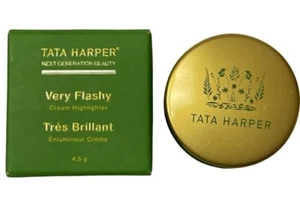 TATA HARPER®
NEXT GENERATION BEAUTY
Very Flashy
Cream Highlighter
Très Brillant
Enlumineur Crème
4.5 g
TATA HARPER